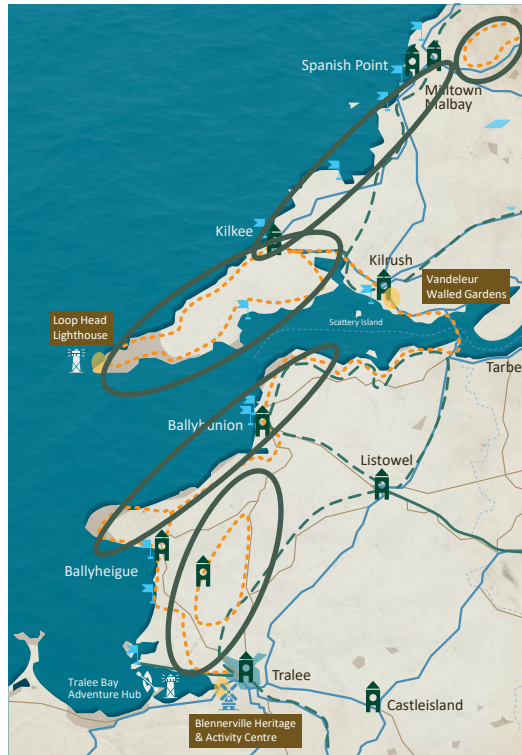 Spanish Point
Milltown
Malbay
Kilkee
Kilrush
Vandeleur
Walled Gardens
Loop Head
Lighthouse
Scattery Island
Tarbe
Ballybunion
Listowel
Ballyheigue
Tralee Bay
Adventure Hub
Tralee
Castleisland
Blennerville Heritage
& Activity Centre